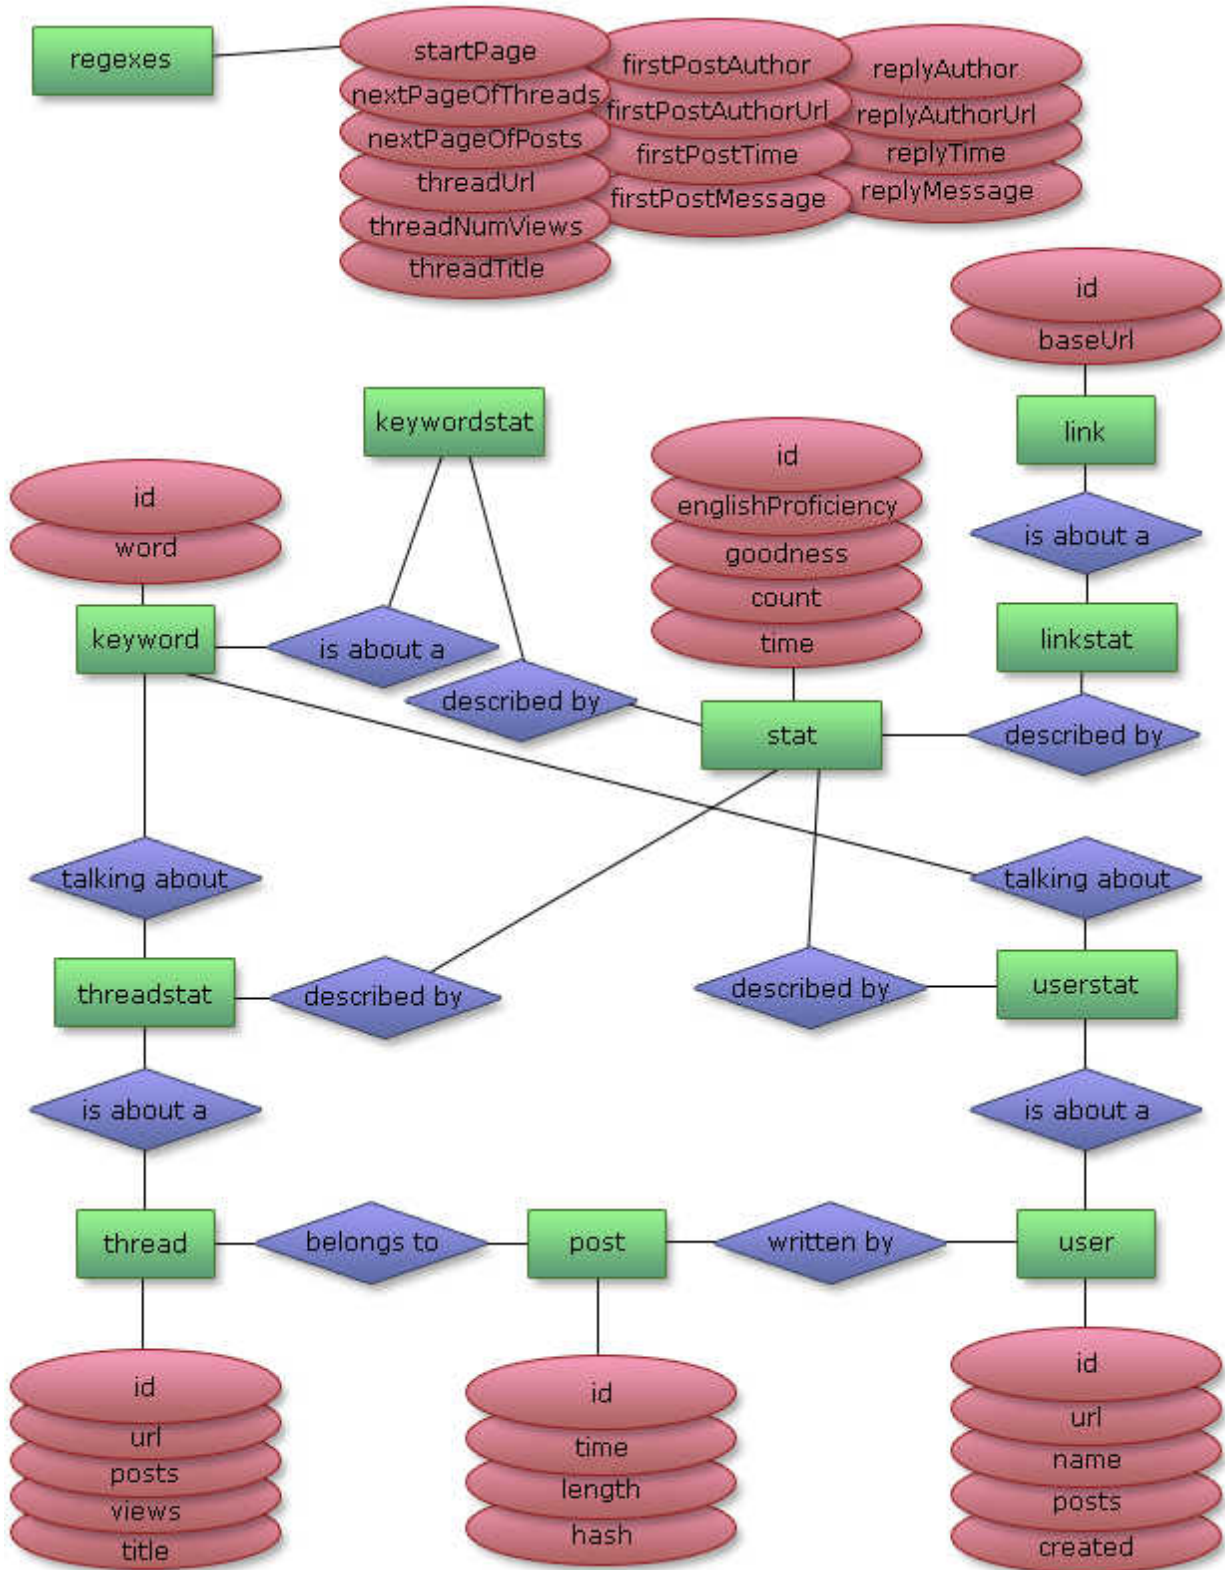 regexes
startPage
nextPageOfThreads
nextPageOfPosts
threadUrl
threadNumViews
threadTitle
firstPostAuthor
firstPostAuthorUrl
firstPostTime
firstPostMessage
replyAuthor
replyAuthorUrl
replyTime
replyMessage
id
baseUrl
link
is about a
linkstat
described by
keywordstat
id
word
keyword
is about a
described by
id
englishProficiency
goodness
count
time
stat
talking about
talking about
threadstat
described by
described by
userstat
is about a
is about a
thread
belongs to
post
written by
user
id
url
posts
views
title
id
time
length
hash
id
url
name
posts
created